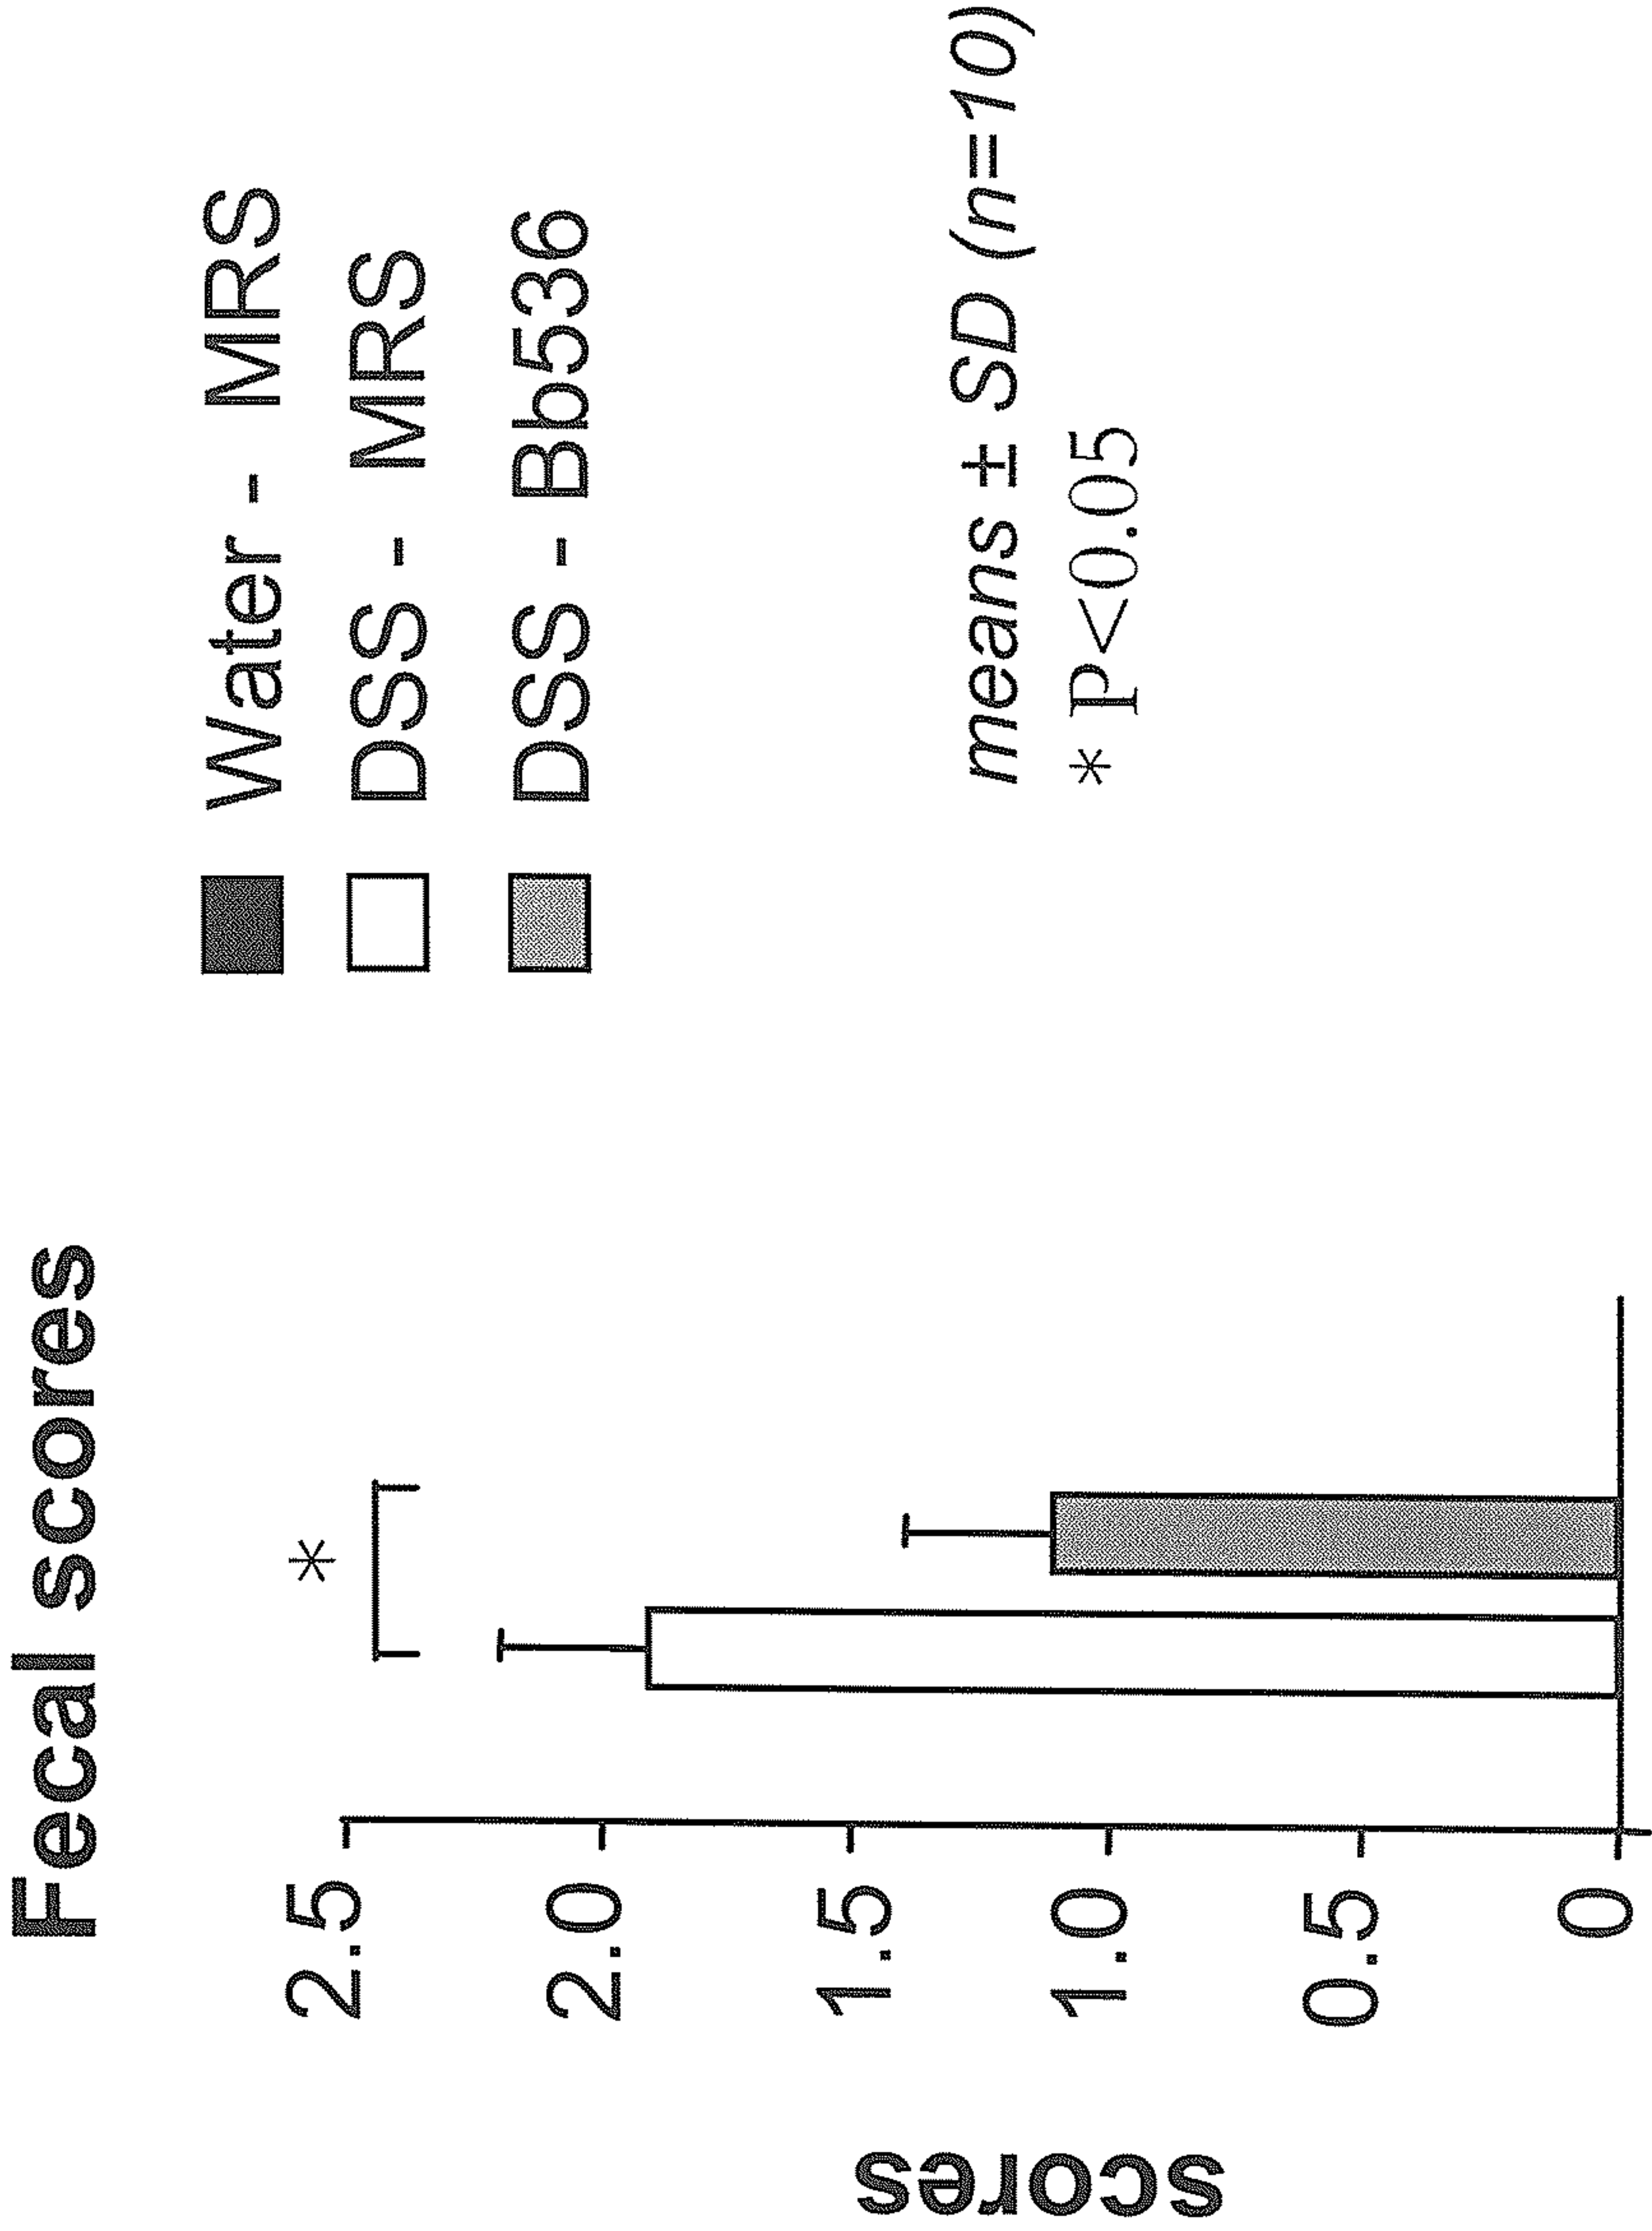 Fecal scores
scores
2.5
2.0
1.5
1.0
0.5
0
*
Water - MRS
DSS - MRS
DSS - Bb536
means ± SD (n=10)
* P<0.05